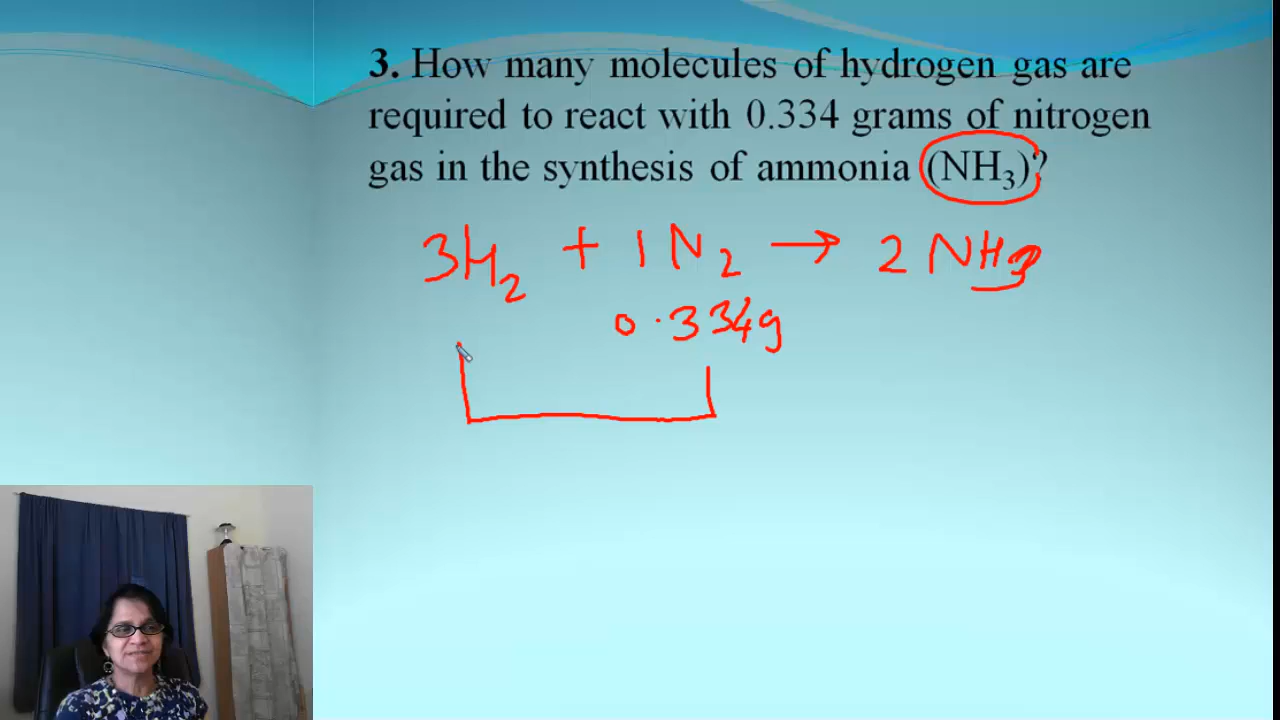 3. How many molecules of hydrogen gas are
required to react with 0.334 grams of nitrogen
gas in the synthesis of ammonia (NH₃)?
3H₂ + 1N₂ → 2NH₃
0.334g